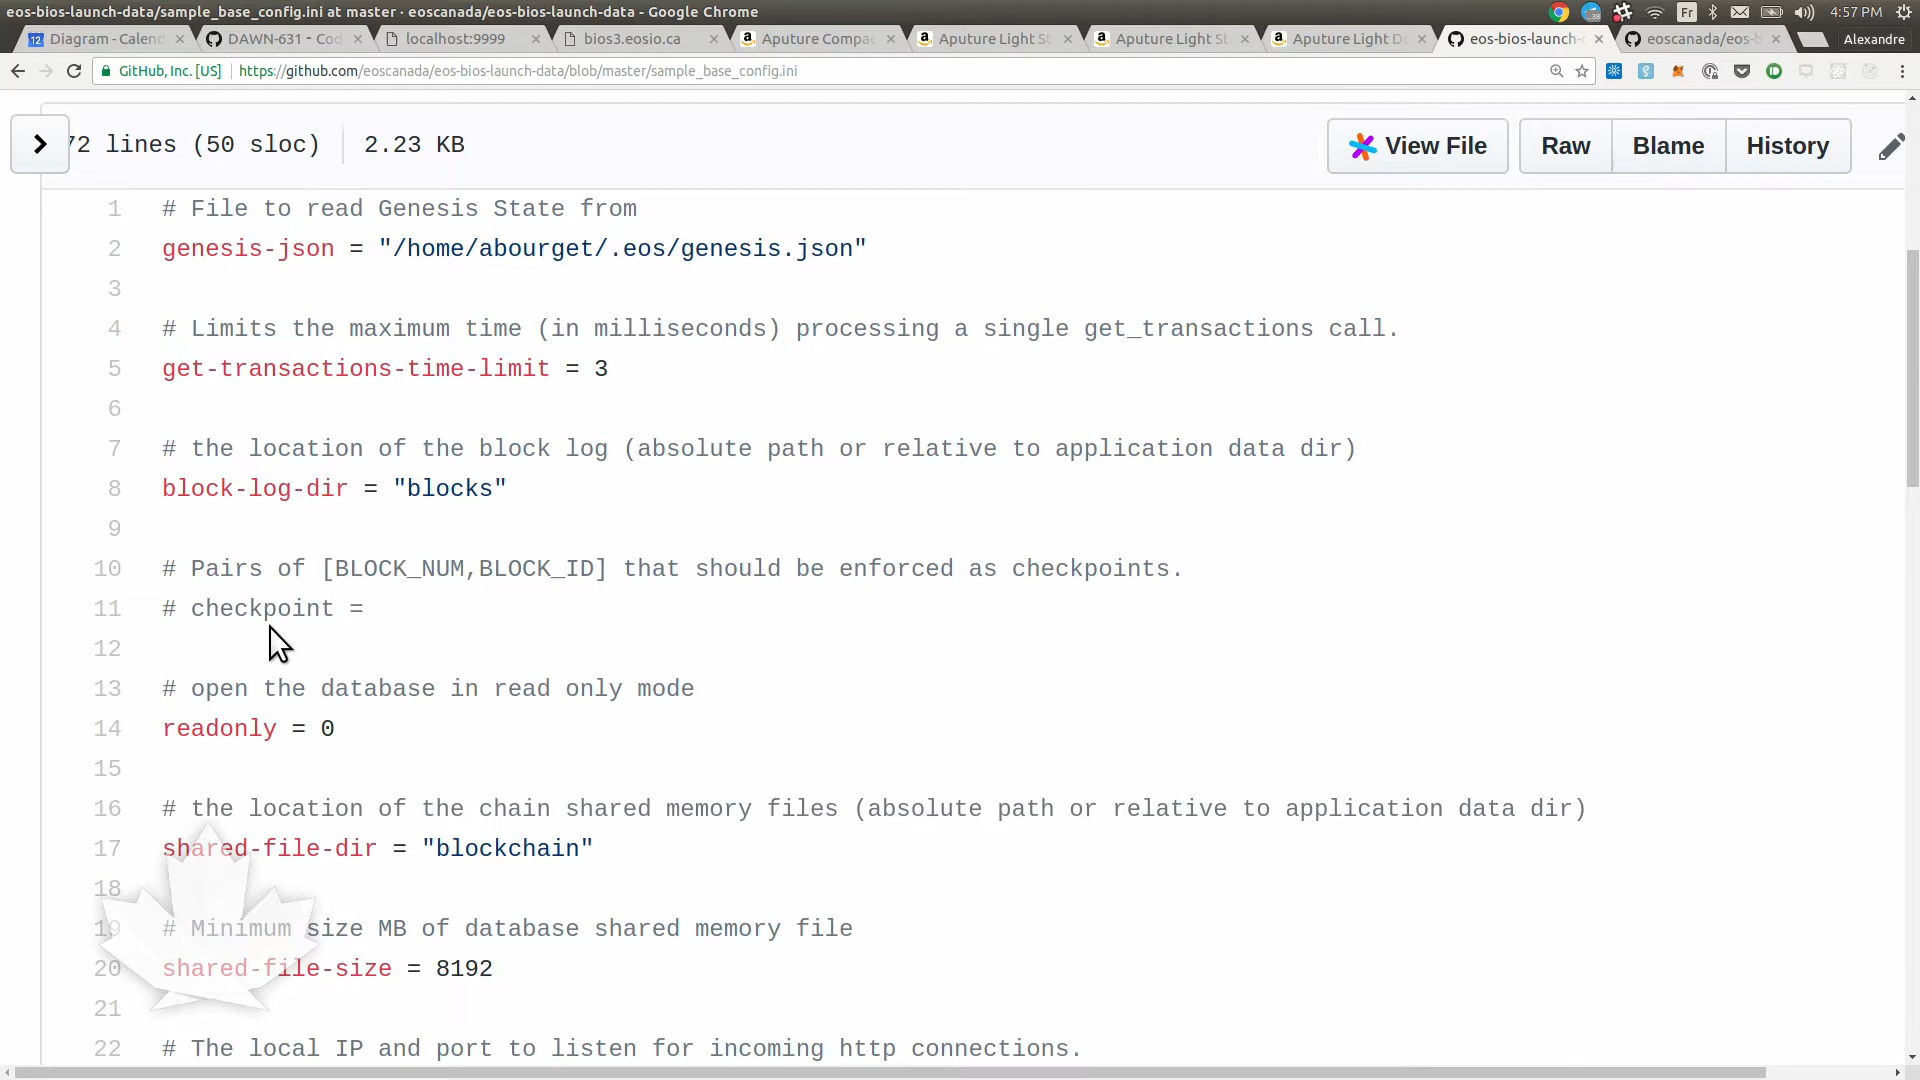 eos-bios-launch-data/sample_base_config.ini at master · eoscanada/eos-bios-launch-data - Google Chrome
Fr
4:57 PM
12 Diagram - Calend
DAWN-631 - Cod
localhost:9999
bios3.eosio.ca
Aputure Compa
Aputure Light St
Aputure Light St
Aputure Light Do
eos-bios-launch-
eoscanada/eos-b
Alexandre
GitHub, Inc. [US]
https://github.com/eoscanada/eos-bios-launch-data/blob/master/sample_base_config.ini
72 lines (50 sloc)
2.23 KB
View File
Raw
Blame
History
1 # File to read Genesis State from
2 genesis-json = "/home/abourget/.eos/genesis.json"
3
4 # Limits the maximum time (in milliseconds) processing a single get_transactions call.
5 get-transactions-time-limit = 3
6
7 # the location of the block log (absolute path or relative to application data dir)
8 block-log-dir = "blocks"
9
10 # Pairs of [BLOCK_NUM,BLOCK_ID] that should be enforced as checkpoints.
11 # checkpoint =
12
13 # open the database in read only mode
14 readonly = 0
15
16 # the location of the chain shared memory files (absolute path or relative to application data dir)
17 shared-file-dir = "blockchain"
18
19 # Minimum size MB of database shared memory file
20 shared-file-size = 8192
21
22 # The local IP and port to listen for incoming http connections.